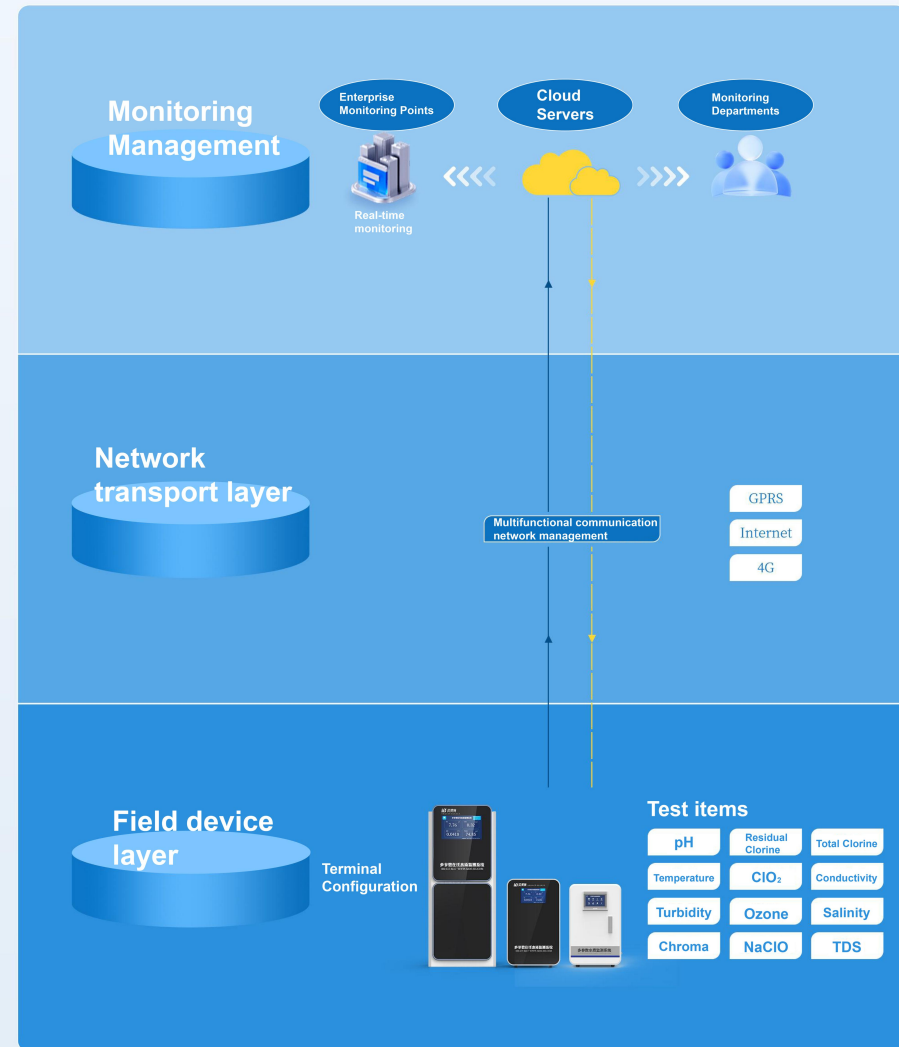 Monitoring
Management
Enterprise
Monitoring Points
Cloud
Servers
Monitoring
Departments
Real-time
monitoring
Network
transport layer
Multifunctional communication
network management
GPRS
Internet
4G
Field device
layer
Terminal
Configuration
Test items
pH
Residual
Clorine
Total Clorine
Temperature
ClO₂
Conductivity
Turbidity
Ozone
Salinity
Chroma
NaClO
TDS